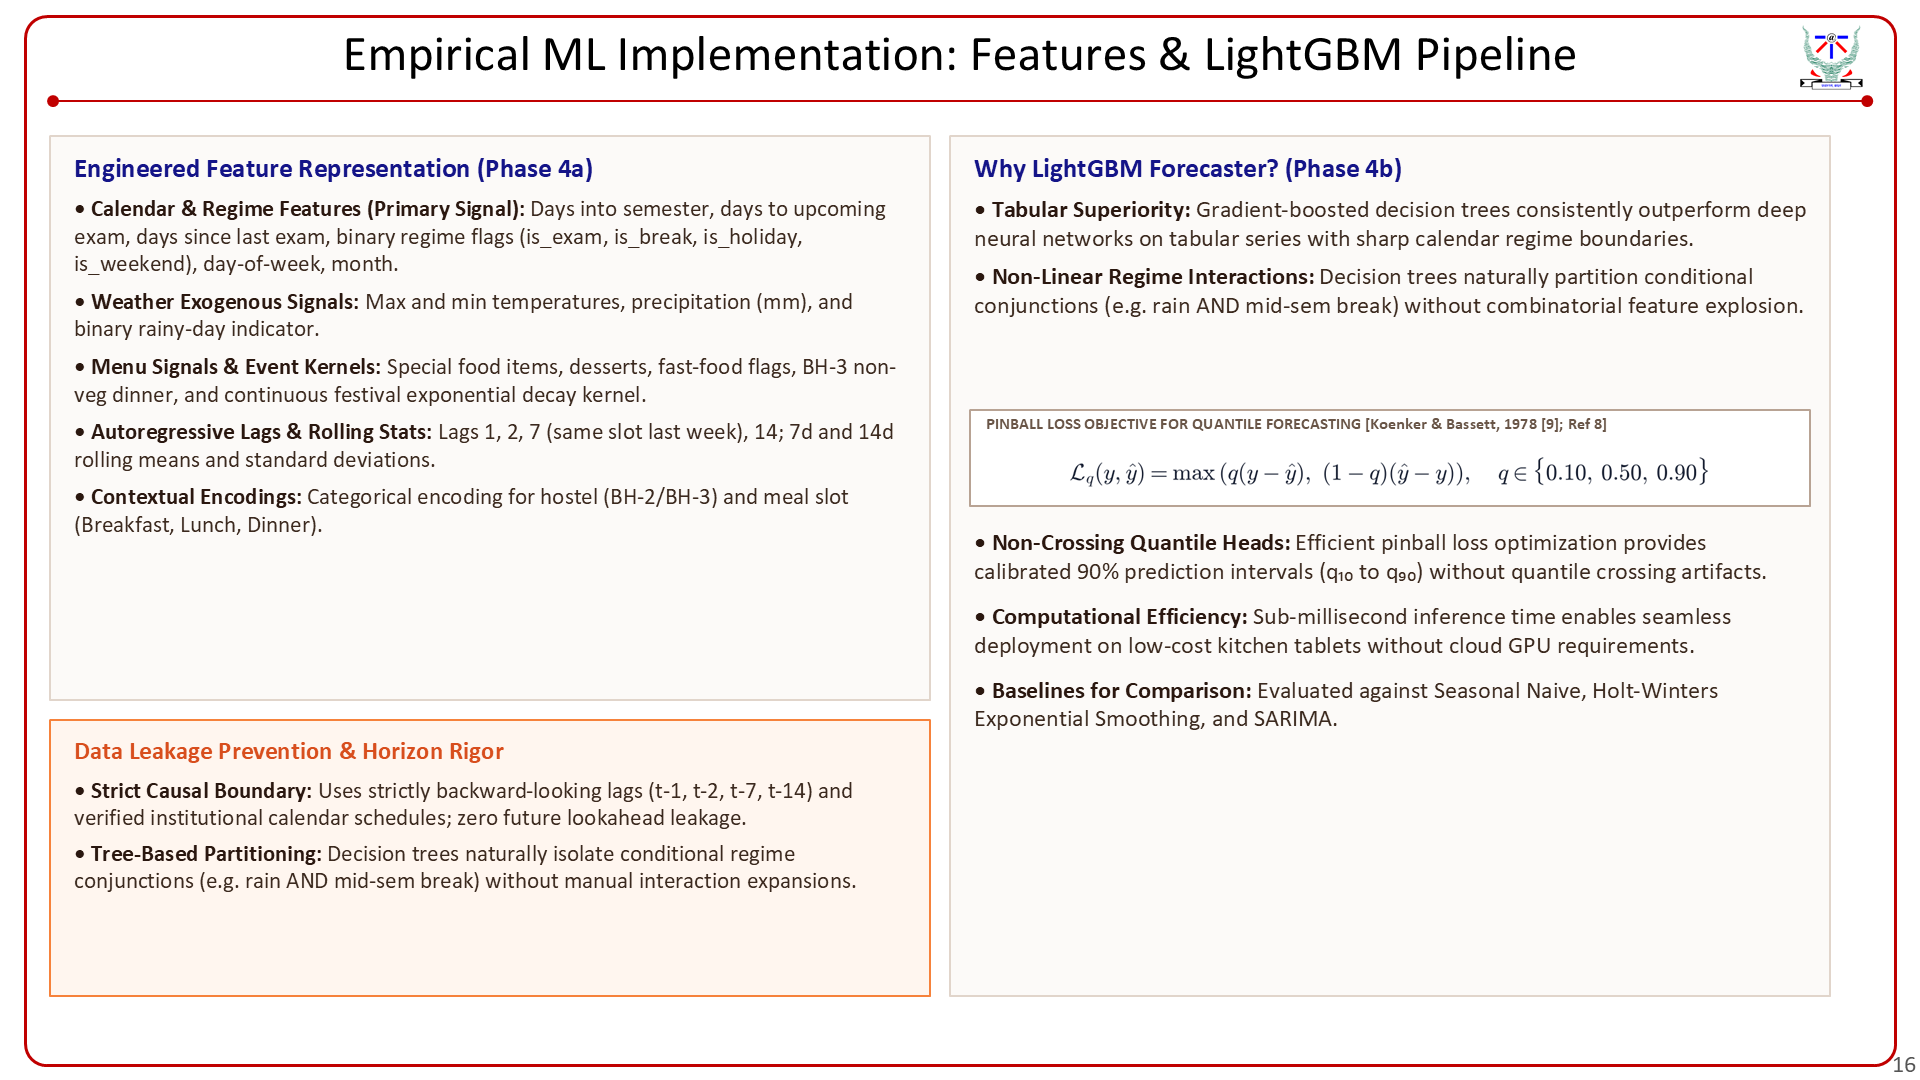 Empirical ML Implementation: Features & LightGBM Pipeline
Engineered Feature Representation (Phase 4a)
• Calendar & Regime Features (Primary Signal): Days into semester, days to upcoming
exam, days since last exam, binary regime flags (is_exam, is_break, is_holiday,
is_weekend), day-of-week, month.
• Weather Exogenous Signals: Max and min temperatures, precipitation (mm), and
binary rainy-day indicator.
• Menu Signals & Event Kernels: Special food items, desserts, fast-food flags, BH-3 non-
veg dinner, and continuous festival exponential decay kernel.
• Autoregressive Lags & Rolling Stats: Lags 1, 2, 7 (same slot last week), 14; 7d and 14d
rolling means and standard deviations.
• Contextual Encodings: Categorical encoding for hostel (BH-2/BH-3) and meal slot
(Breakfast, Lunch, Dinner).
Data Leakage Prevention & Horizon Rigor
• Strict Causal Boundary: Uses strictly backward-looking lags (t-1, t-2, t-7, t-14) and
verified institutional calendar schedules; zero future lookahead leakage.
• Tree-Based Partitioning: Decision trees naturally isolate conditional regime
conjunctions (e.g. rain AND mid-sem break) without manual interaction expansions.
Why LightGBM Forecaster? (Phase 4b)
• Tabular Superiority: Gradient-boosted decision trees consistently outperform deep
neural networks on tabular series with sharp calendar regime boundaries.
• Non-Linear Regime Interactions: Decision trees naturally partition conditional
conjunctions (e.g. rain AND mid-sem break) without combinatorial feature explosion.
PINBALL LOSS OBJECTIVE FOR QUANTILE FORECASTING [Koenker & Bassett, 1978 [9]; Ref 8]
ℒ_q(y, ŷ) = max (q(y − ŷ), (1 − q)(ŷ − y)), q ∈ {0.10, 0.50, 0.90}
• Non-Crossing Quantile Heads: Efficient pinball loss optimization provides
calibrated 90% prediction intervals (q₁₀ to q₉₀) without quantile crossing artifacts.
• Computational Efficiency: Sub-millisecond inference time enables seamless
deployment on low-cost kitchen tablets without cloud GPU requirements.
• Baselines for Comparison: Evaluated against Seasonal Naive, Holt-Winters
Exponential Smoothing, and SARIMA.
16